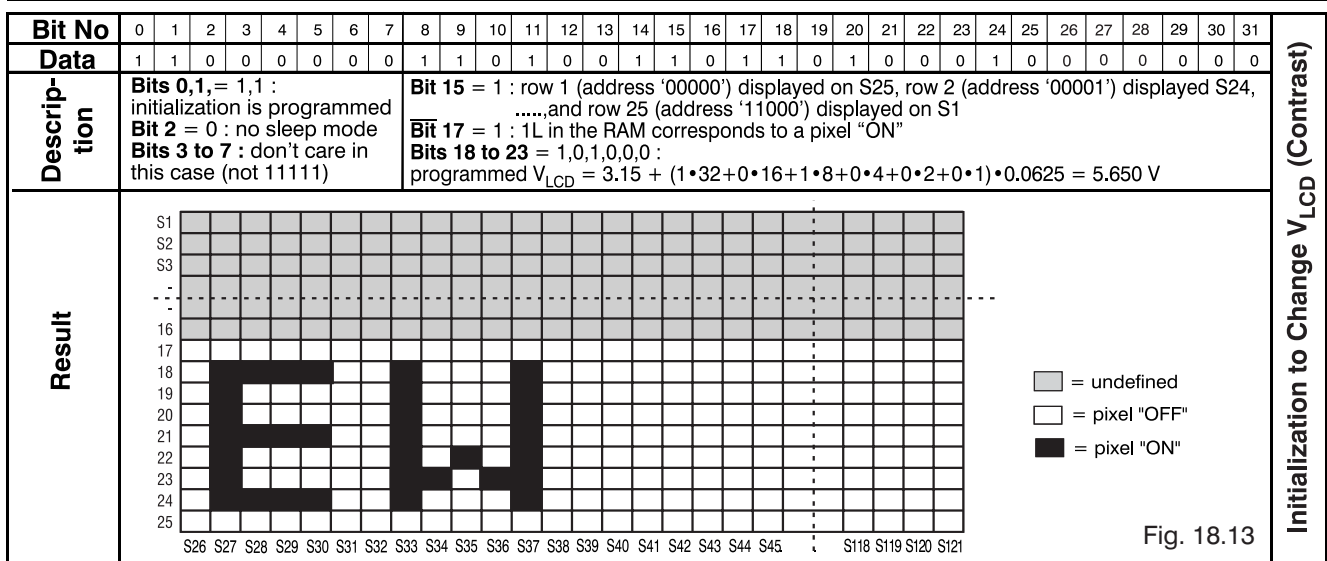 Bit No 0 1 2 3 4 5 6 7 8 9 10 11 12 13 14 15 16 17 18 19 20 21 22 23 24 25 26 27 28 29 30 31
Data 1 1 0 0 0 0 0 0 1 1 0 1 0 0 1 1 0 1 1 0 1 0 0 0 1 0 0 0 0 0 0 0
Descrip-
tion
Bits 0,1,= 1,1 :
initialization is programmed
Bit 2 = 0 : no sleep mode
Bits 3 to 7 : don't care in
this case (not 11111)
Bit 15 = 1 : row 1 (address '00000') displayed on S25, row 2 (address '00001') displayed S24,
.....,and row 25 (address '11000') displayed on S1
Bit 17 = 1 : 1L in the RAM corresponds to a pixel "ON"
Bits 18 to 23 = 1,0,1,0,0,0 :
programmed VLCD = 3.15 + (1•32+0•16+1•8+0•4+0•2+0•1)•0.0625 = 5.650 V
Result
S1
S2
S3
-
-
16
17
18
19
20
21
22
23
24
25
S26 S27 S28 S29 S30 S31 S32 S33 S34 S35 S36 S37 S38 S39 S40 S41 S42 S43 S44 S45. . S118 S119 S120 S121
= undefined
= pixel "OFF"
= pixel "ON"
Fig. 18.13
Initialization to Change VLCD (Contrast)